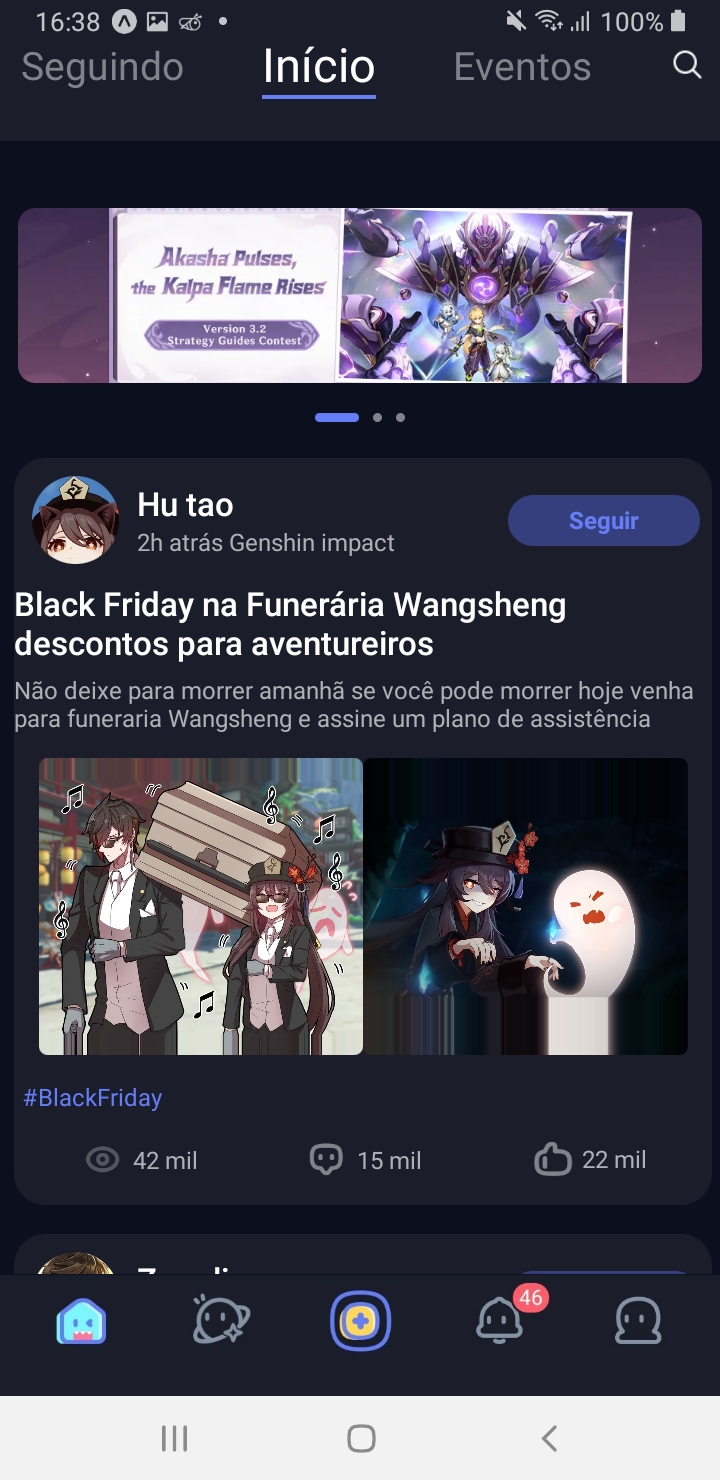 16:38
100%
Seguindo
Início
Eventos
Akasha Pulses,
the Kalpa Flame Rises
Version 3.2
Strategy Guides Contest
Hu tao
2h atrás Genshin impact
Seguir
Black Friday na Funerária Wangsheng
descontos para aventureiros
Não deixe para morrer amanhã se você pode morrer hoje venha
para funeraria Wangsheng e assine um plano de assistência
#BlackFriday
42 mil
15 mil
22 mil
46